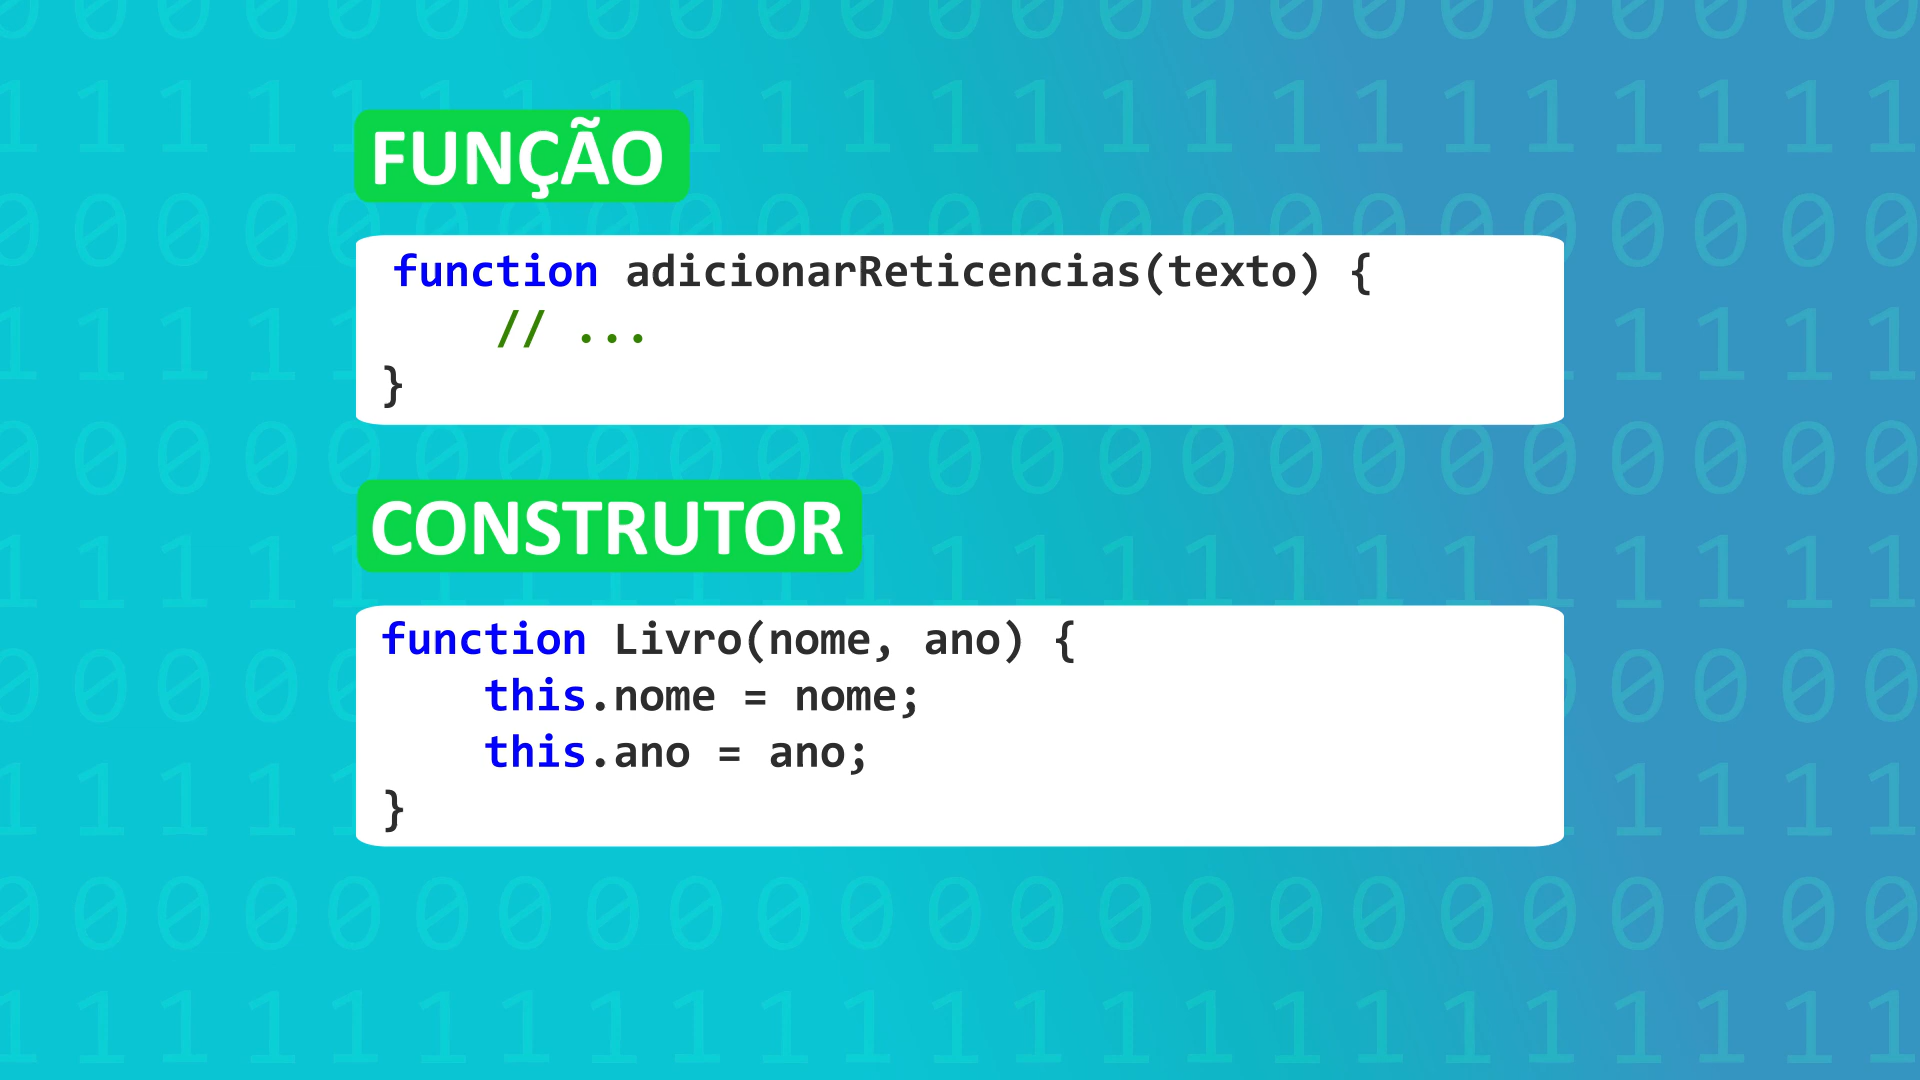 FUNÇÃO
function adicionarReticencias(texto) {
// ...
}
CONSTRUTOR
function Livro(nome, ano) {
this.nome = nome;
this.ano = ano;
}